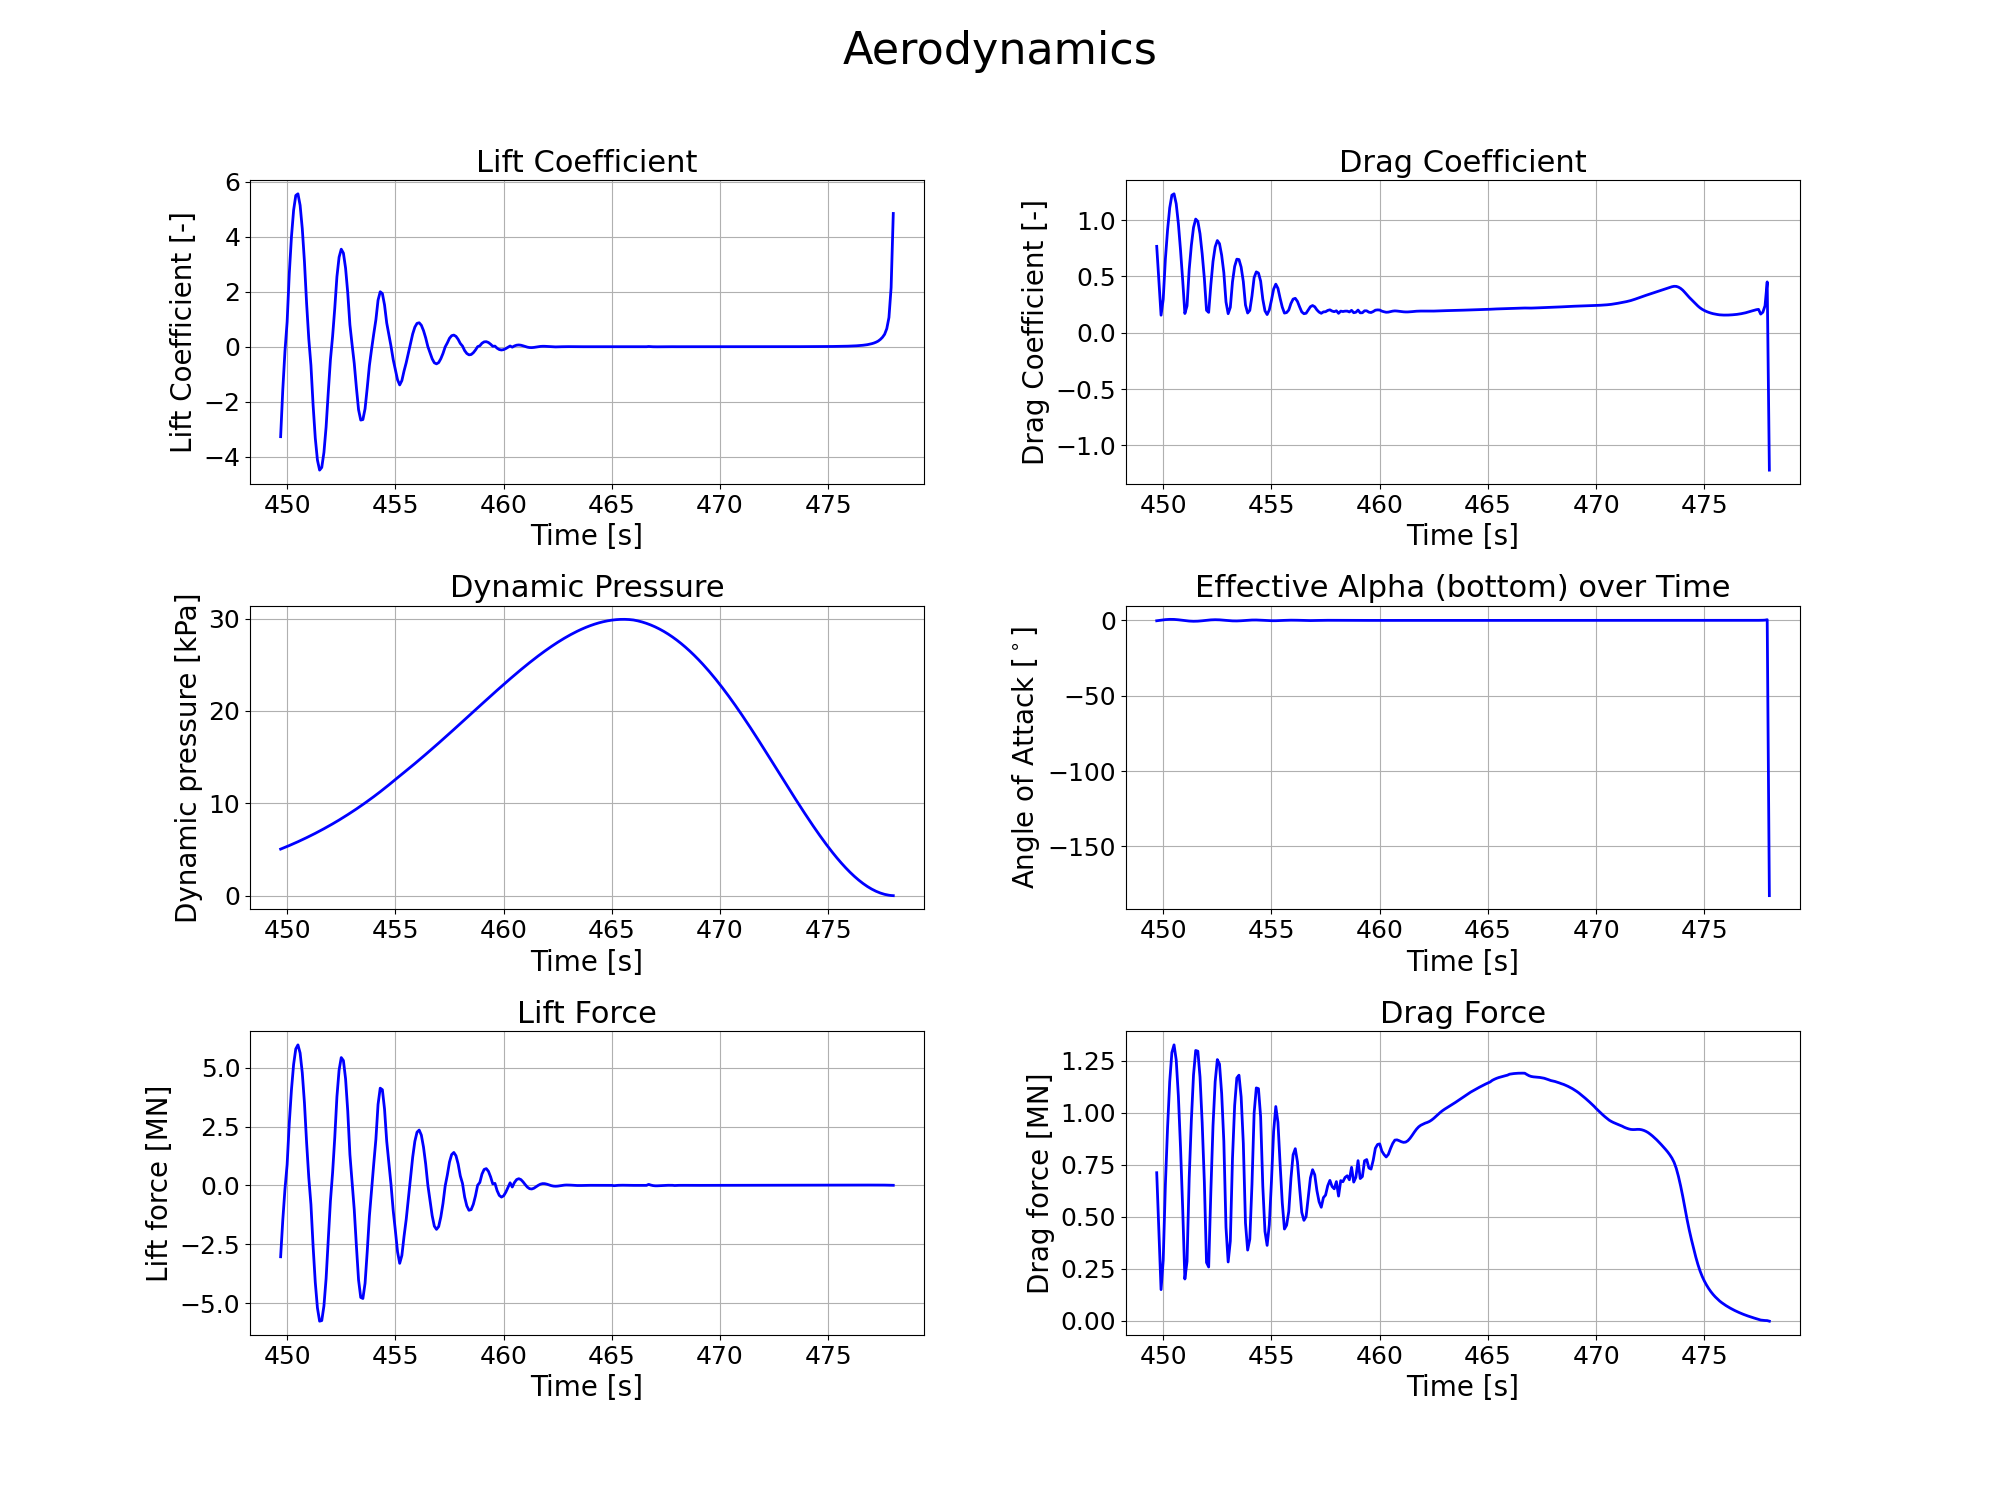 Aerodynamics
Lift Coefficient
Lift Coefficient [-]
6
4
2
0
−2
−4
450 455 460 465 470 475
Time [s]
Drag Coefficient
Drag Coefficient [-]
1.0
0.5
0.0
−0.5
−1.0
450 455 460 465 470 475
Time [s]
Dynamic Pressure
Dynamic pressure [kPa]
30
20
10
0
450 455 460 465 470 475
Time [s]
Effective Alpha (bottom) over Time
Angle of Attack [°]
0
−50
−100
−150
450 455 460 465 470 475
Time [s]
Lift Force
Lift force [MN]
5.0
2.5
0.0
−2.5
−5.0
450 455 460 465 470 475
Time [s]
Drag Force
Drag force [MN]
1.25
1.00
0.75
0.50
0.25
0.00
450 455 460 465 470 475
Time [s]